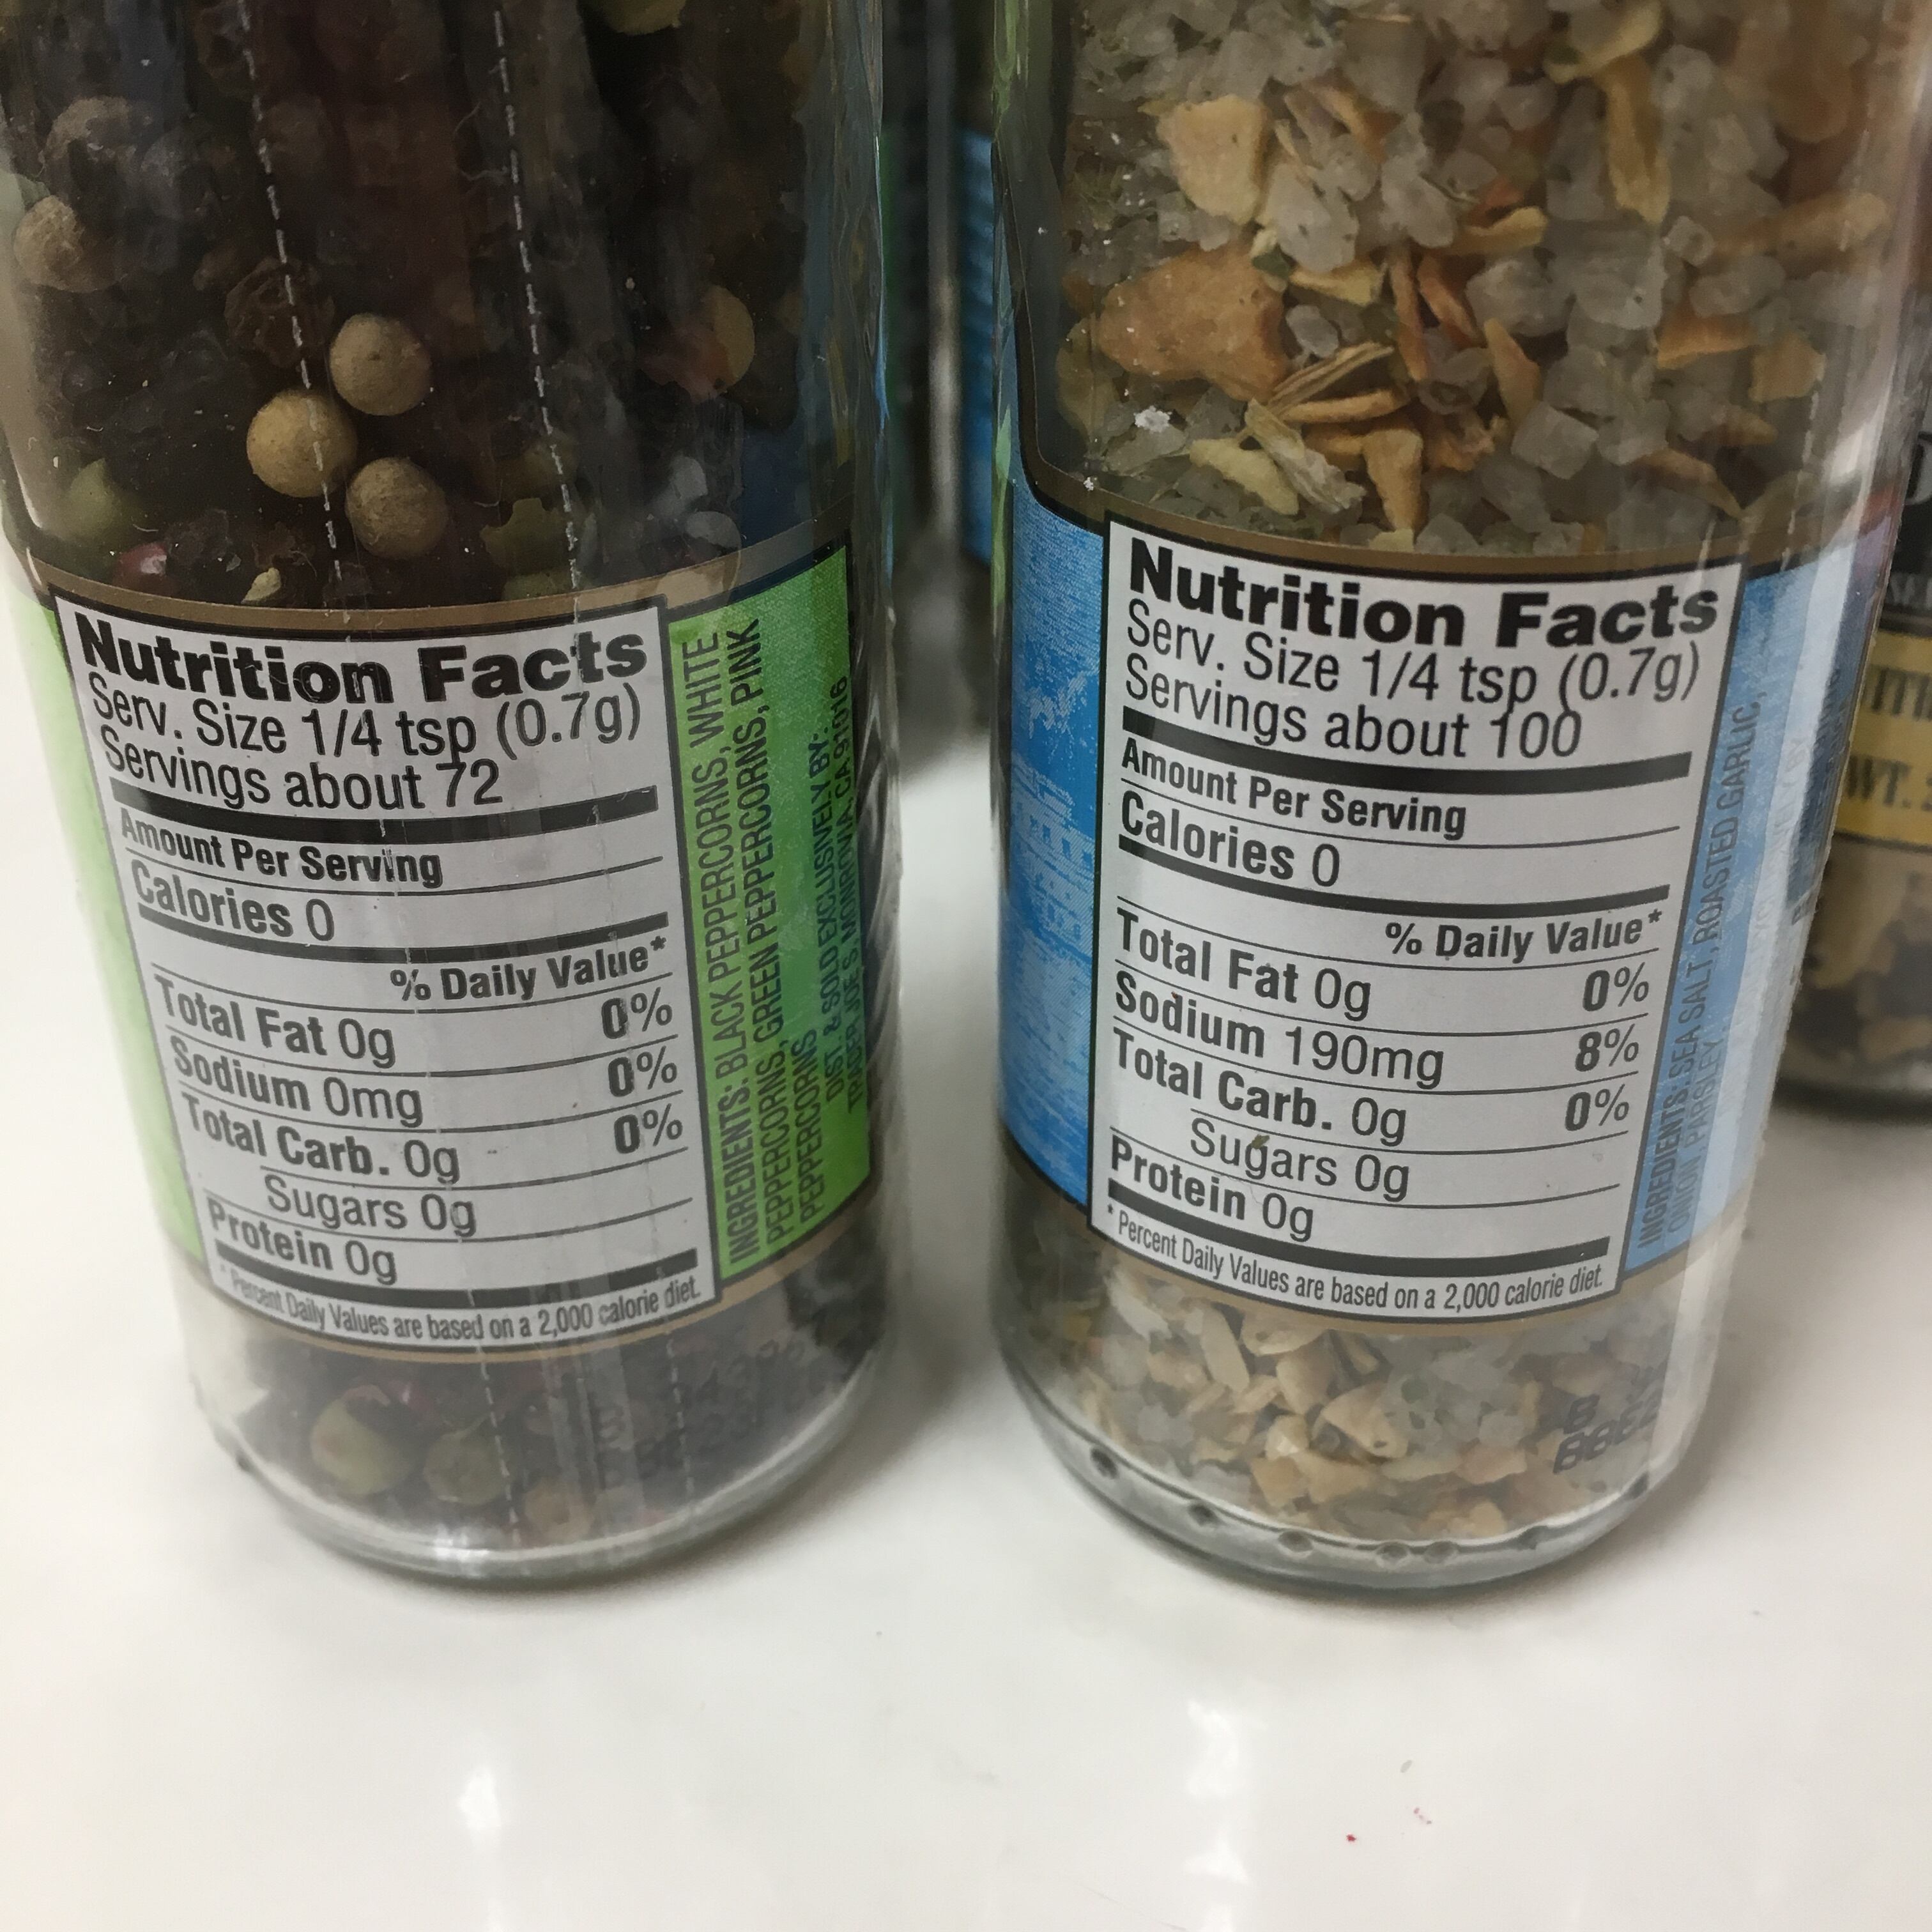 Nutrition Facts
Serv. Size 1/4 tsp (0.7g)
Servings about 72
Amount Per Serving
Calories 0
% Daily Value*
Total Fat 0g 0%
Sodium 0mg 0%
Total Carb. 0g 0%
Sugars 0g
Protein 0g
* Percent Daily Values are based on a 2,000 calorie diet.
INGREDIENTS: BLACK PEPPERCORNS, WHITE
PEPPERCORNS, GREEN PEPPERCORNS, PINK
PEPPERCORNS
DIST. & SOLD EXCLUSIVELY BY:
TRADER JOE'S, MONROVIA, CA 91016
Nutrition Facts
Serv. Size 1/4 tsp (0.7g)
Servings about 100
Amount Per Serving
Calories 0
% Daily Value*
Total Fat 0g 0%
Sodium 190mg 8%
Total Carb. 0g 0%
Sugars 0g
Protein 0g
* Percent Daily Values are based on a 2,000 calorie diet.
INGREDIENTS: SEA SALT, ROASTED GARLIC,
ONION, PARSLEY
WT.